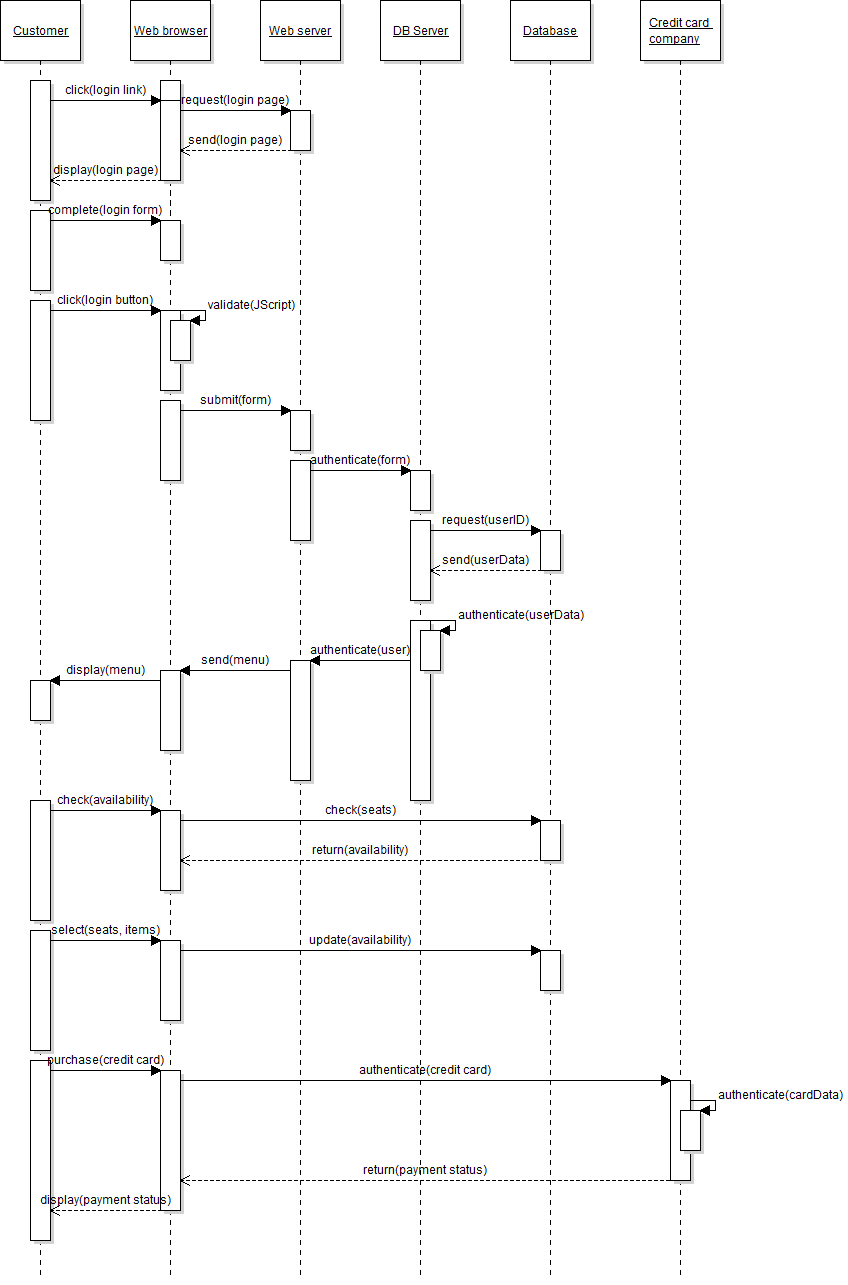 Customer
Web browser
Web server
DB Server
Database
Credit card
company
click(login link)
request(login page)
send(login page)
display(login page)
complete(login form)
click(login button)
validate(JScript)
submit(form)
authenticate(form)
request(userID)
send(userData)
authenticate(userData)
authenticate(user)
send(menu)
display(menu)
check(availability)
check(seats)
return(availability)
select(seats, items)
update(availability)
purchase(credit card)
authenticate(credit card)
authenticate(cardData)
return(payment status)
display(payment status)